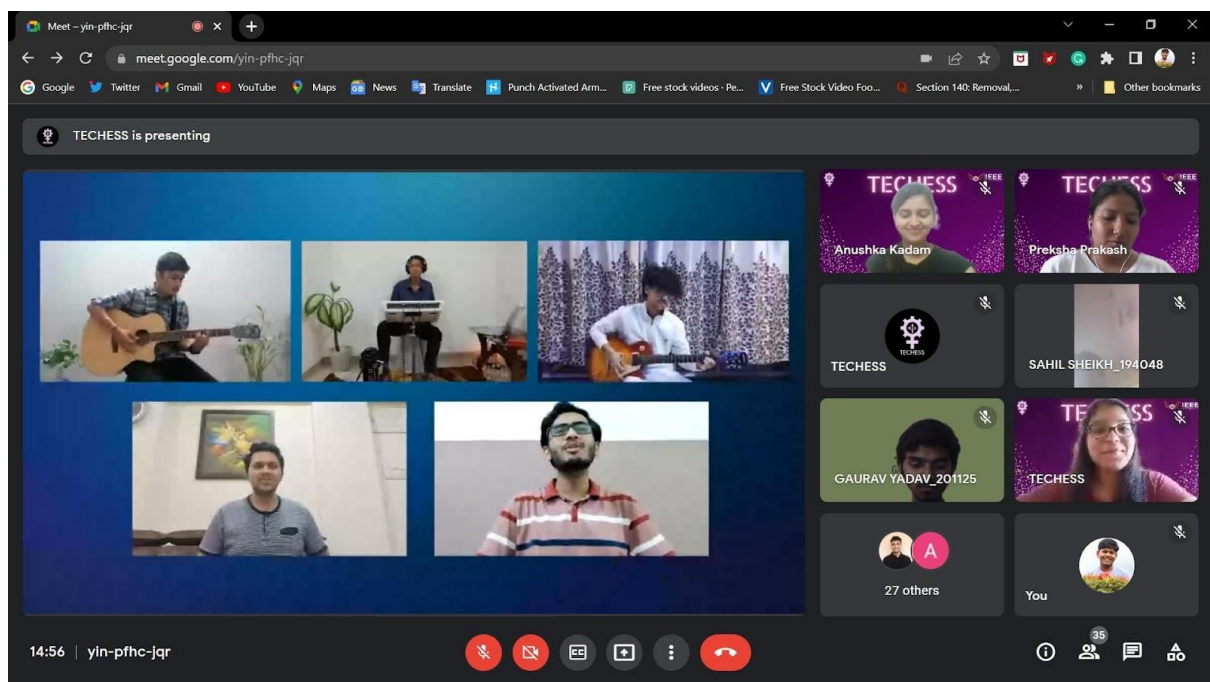 Meet – yin-pfhc-jqr
meet.google.com/yin-pfhc-jqr
Google Twitter Gmail YouTube Maps News Translate Punch Activated Arm... Free stock videos - Pe... Free Stock Video Foo... Section 140: Removal,... » Other bookmarks
TECHESS is presenting
TECHESS IEEE
Anushka Kadam
IEEE
Preksha Prakash
TECHESS
TECHESS
SAHIL SHEIKH_194048
GAURAV YADAV_201125
IEEE
TECHESS
A
27 others
You
14:56 | yin-pfhc-jqr
CC
35